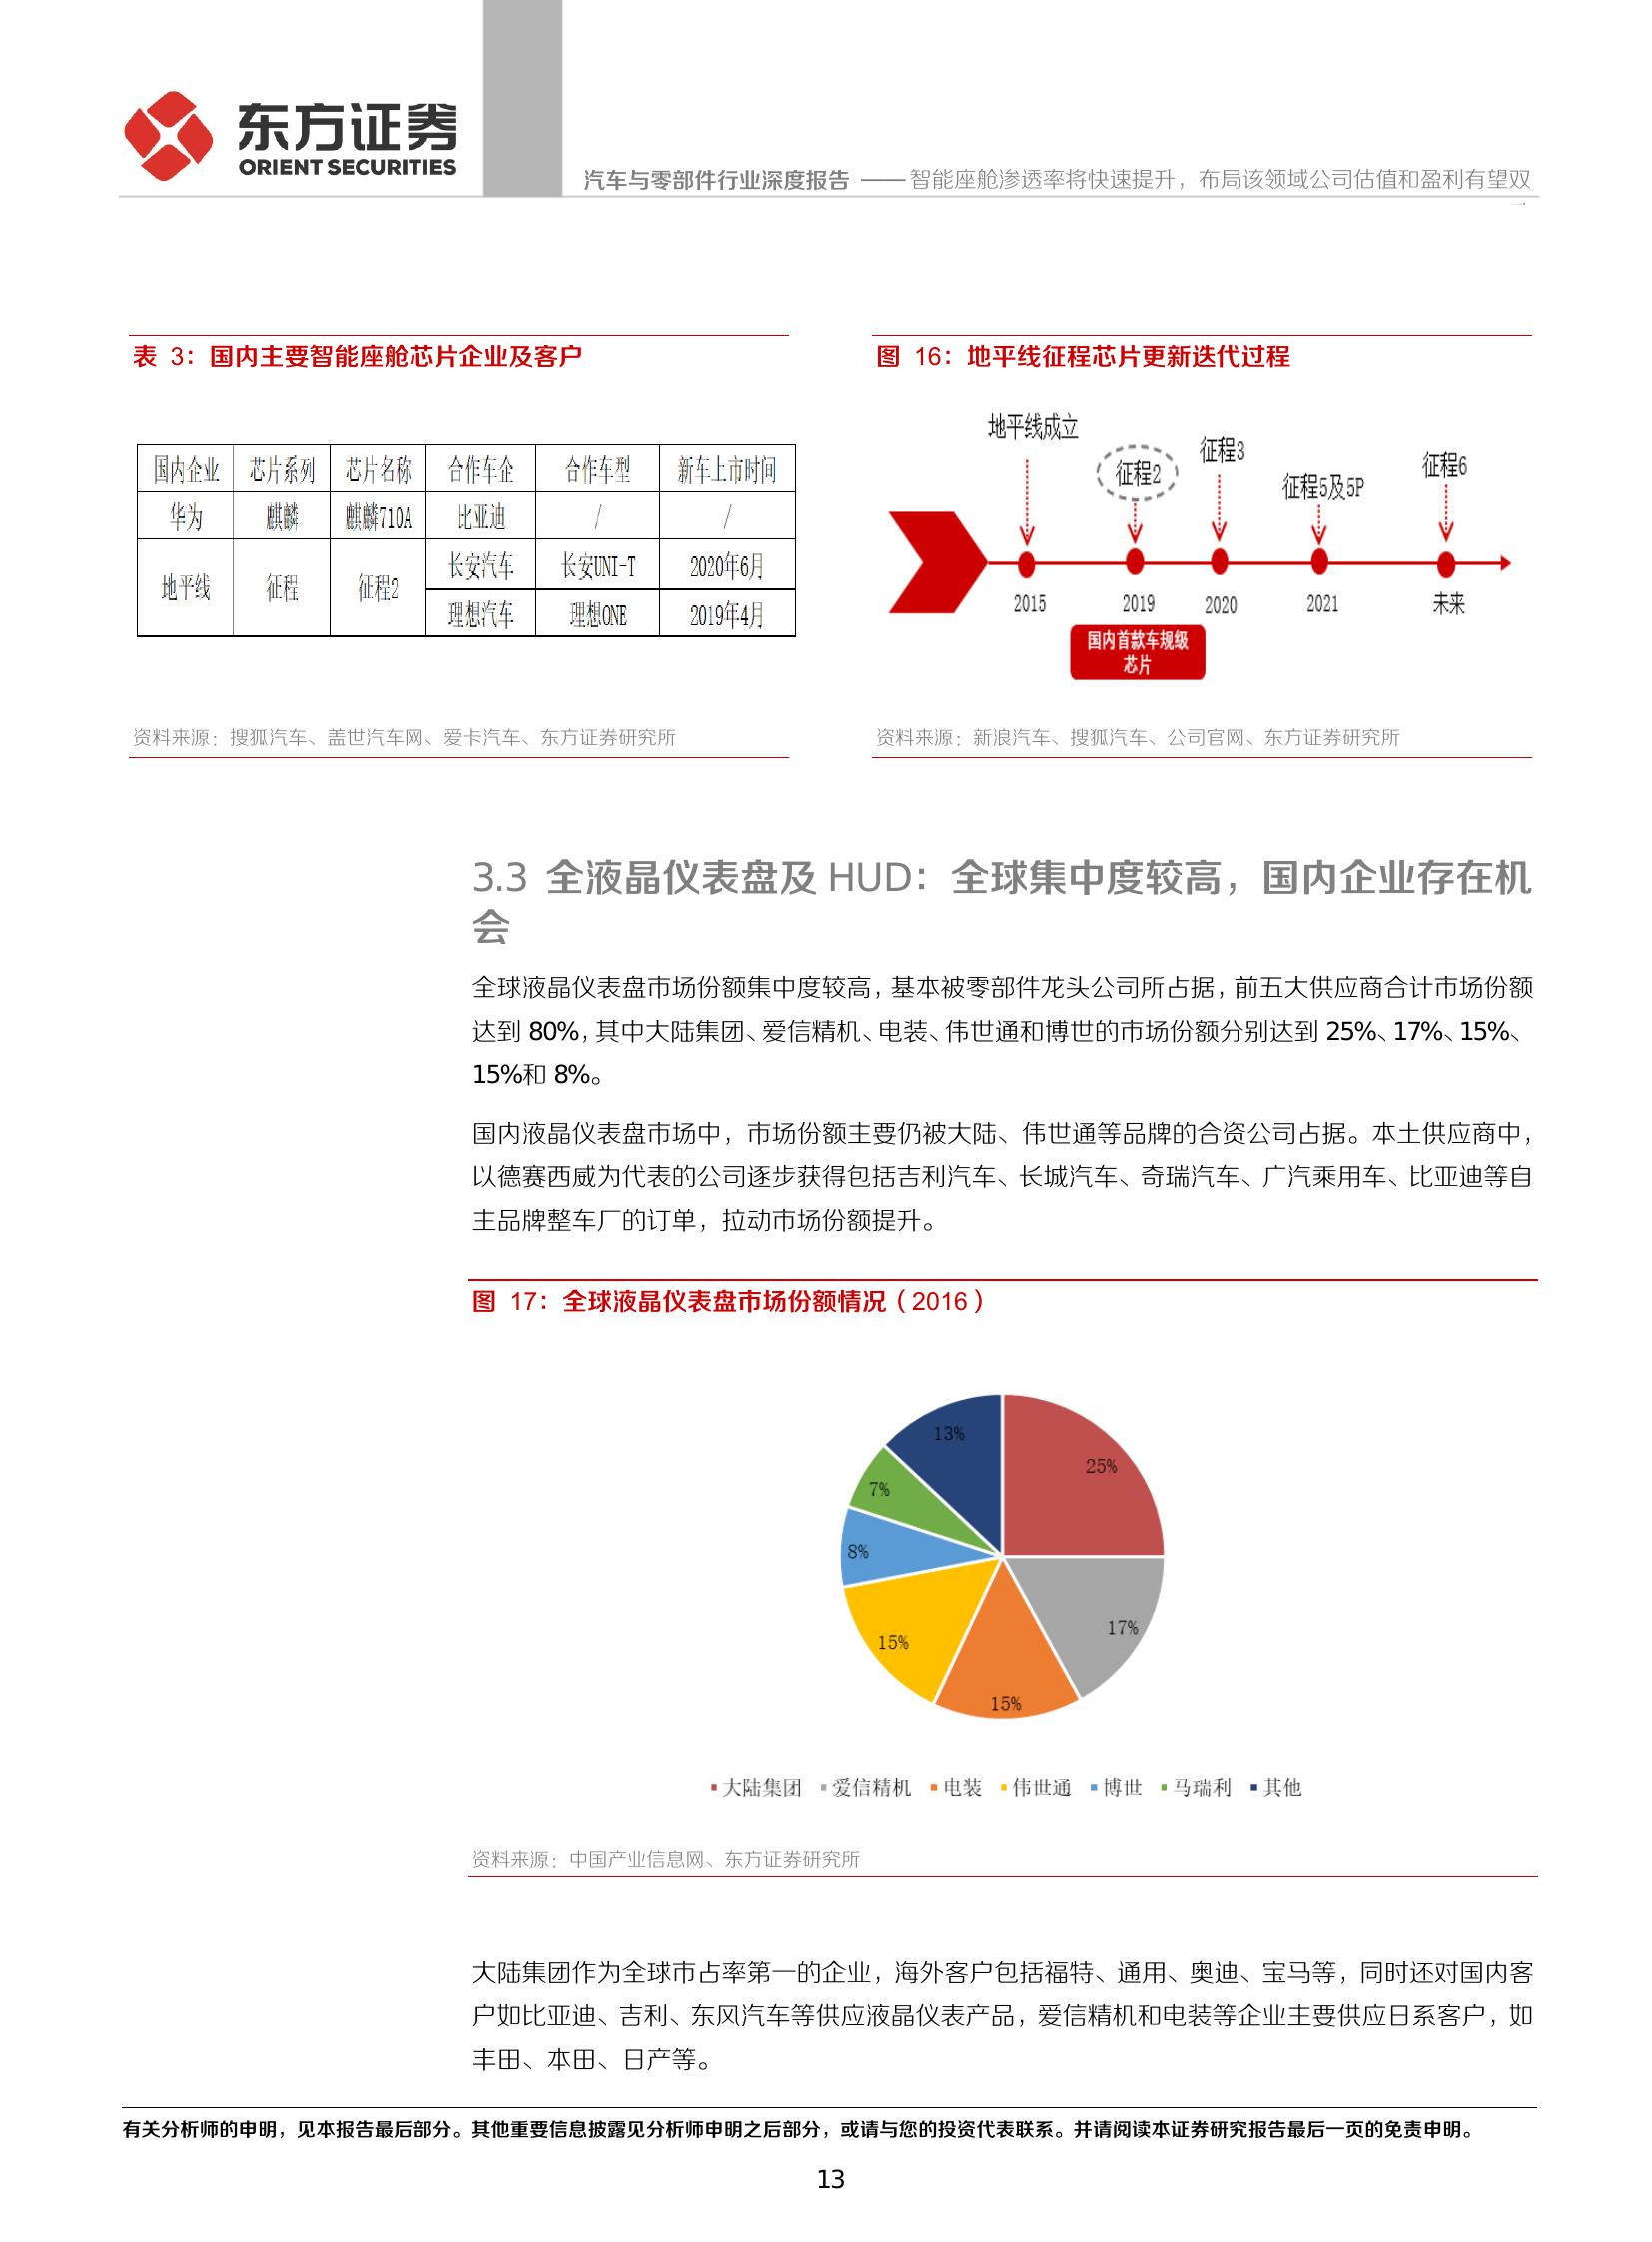 东方证券
ORIENT SECURITIES
汽车与零部件行业深度报告 —— 智能座舱渗透率将快速提升，布局该领域公司估值和盈利有望双
表 3：国内主要智能座舱芯片企业及客户
国内企业 芯片系列 芯片名称 合作车企 合作车型 新车上市时间
华为 麒麟 麒麟710A 比亚迪 / /
地平线 征程 征程2 长安汽车 长安UNI-T 2020年6月
理想汽车 理想ONE 2019年4月
资料来源：搜狐汽车、盖世汽车网、爱卡汽车、东方证券研究所
图 16：地平线征程芯片更新迭代过程
地平线成立 征程2 征程3 征程5及5P 征程6
2015 2019 2020 2021 未来
国内首款车规级
芯片
资料来源：新浪汽车、搜狐汽车、公司官网、东方证券研究所
3.3 全液晶仪表盘及 HUD：全球集中度较高，国内企业存在机
会
全球液晶仪表盘市场份额集中度较高，基本被零部件龙头公司所占据，前五大供应商合计市场份额
达到 80%，其中大陆集团、爱信精机、电装、伟世通和博世的市场份额分别达到 25%、17%、15%、
15%和 8%。
国内液晶仪表盘市场中，市场份额主要仍被大陆、伟世通等品牌的合资公司占据。本土供应商中，
以德赛西威为代表的公司逐步获得包括吉利汽车、长城汽车、奇瑞汽车、广汽乘用车、比亚迪等自
主品牌整车厂的订单，拉动市场份额提升。
图 17：全球液晶仪表盘市场份额情况（2016）
13%
25%
7%
8%
17%
15%
15%
大陆集团 爱信精机 电装 伟世通 博世 马瑞利 其他
资料来源：中国产业信息网、东方证券研究所
大陆集团作为全球市占率第一的企业，海外客户包括福特、通用、奥迪、宝马等，同时还对国内客
户如比亚迪、吉利、东风汽车等供应液晶仪表产品，爱信精机和电装等企业主要供应日系客户，如
丰田、本田、日产等。
有关分析师的申明，见本报告最后部分。其他重要信息披露见分析师申明之后部分，或请与您的投资代表联系。并请阅读本证券研究报告最后一页的免责申明。
13